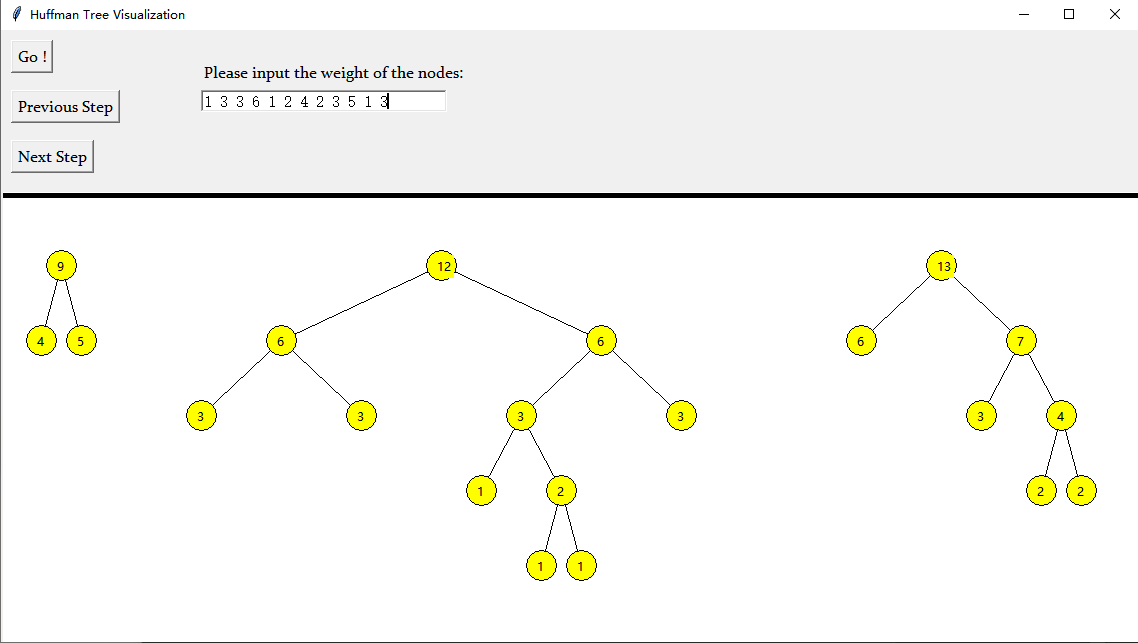 Huffman Tree Visualization
Go !
Please input the weight of the nodes:
1 3 3 6 1 2 4 2 3 5 1 3
Previous Step
Next Step
9 12 13
4 5 6 6 6 7
3 3 3 3 3 4
1 2 2 2
1 1